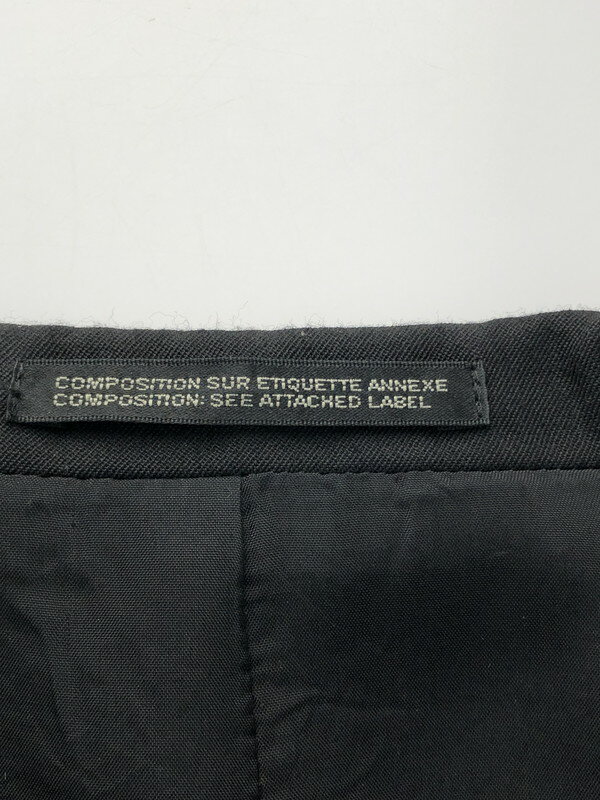 COMPOSITION SUR ETIQUETTE ANNEXE
COMPOSITION: SEE ATTACHED LABEL